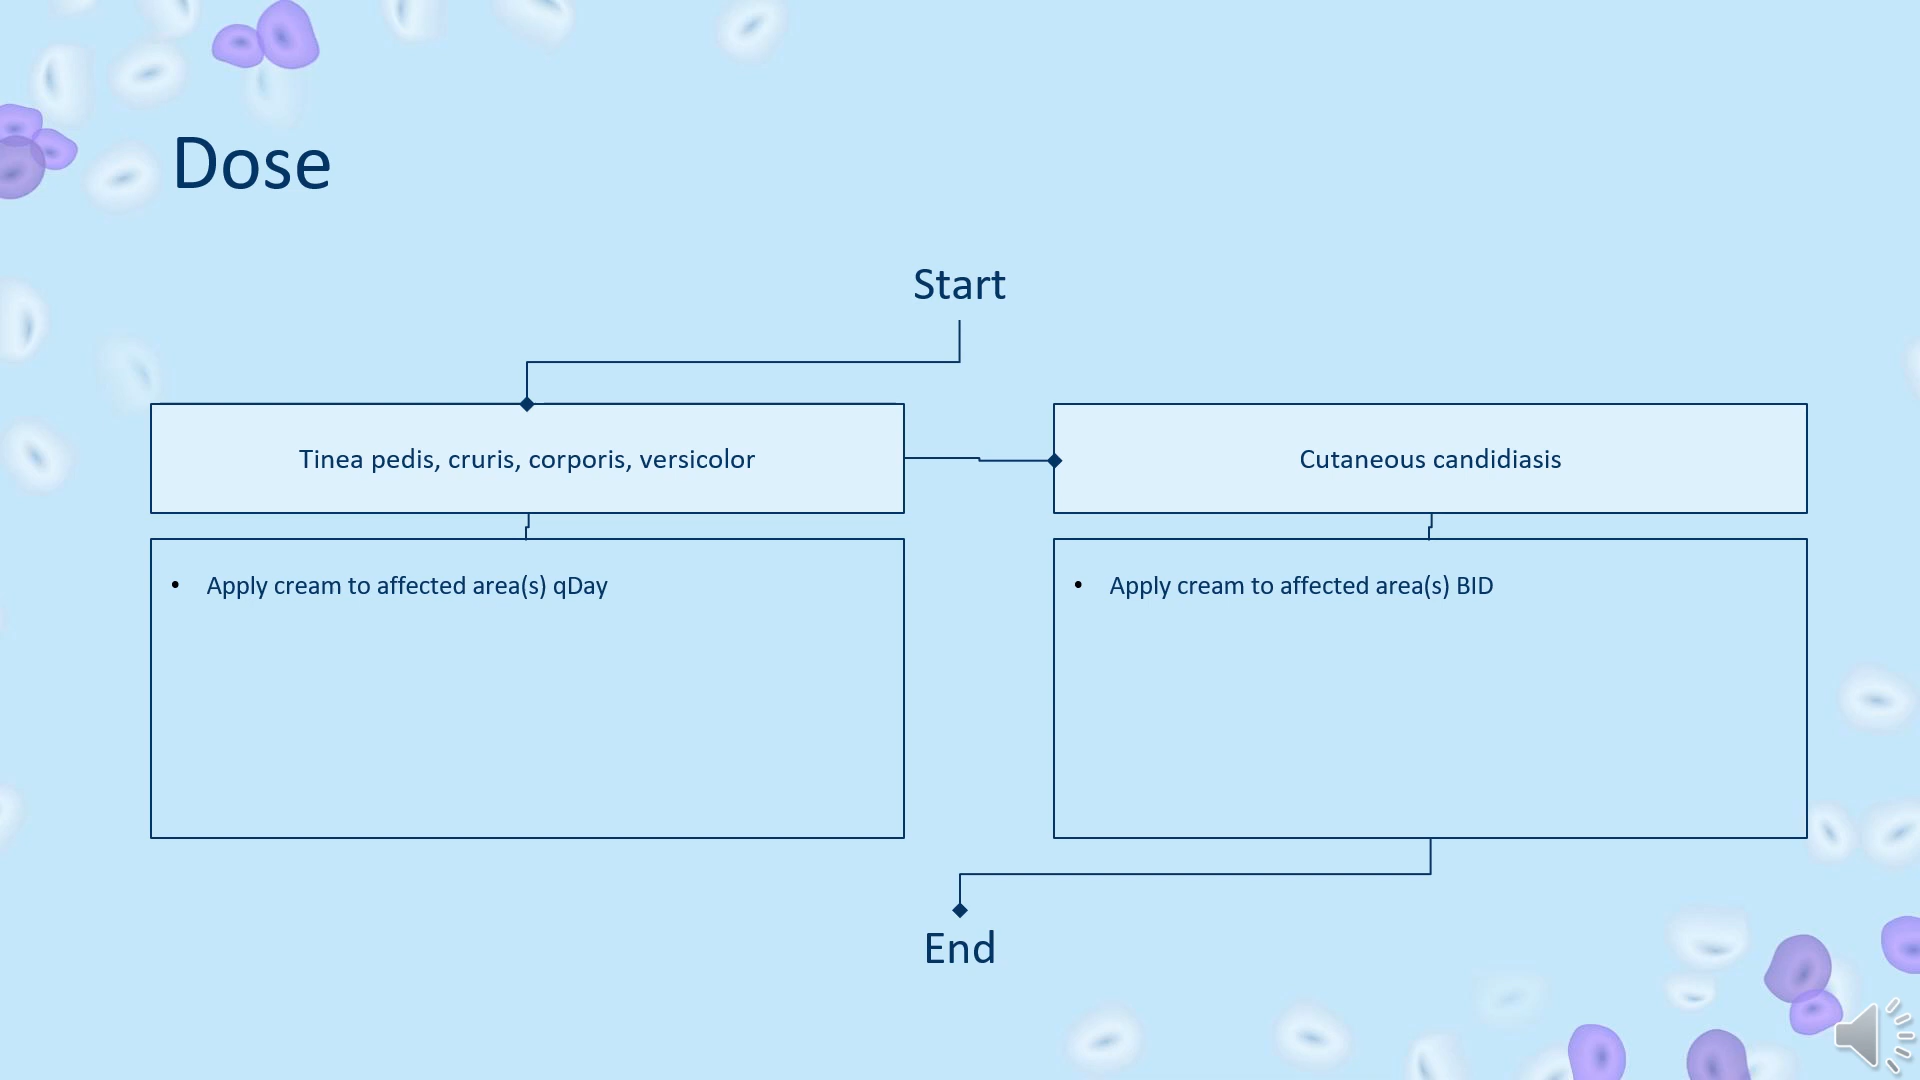 Dose
Start
Tinea pedis, cruris, corporis, versicolor
Cutaneous candidiasis
• Apply cream to affected area(s) qDay
• Apply cream to affected area(s) BID
End